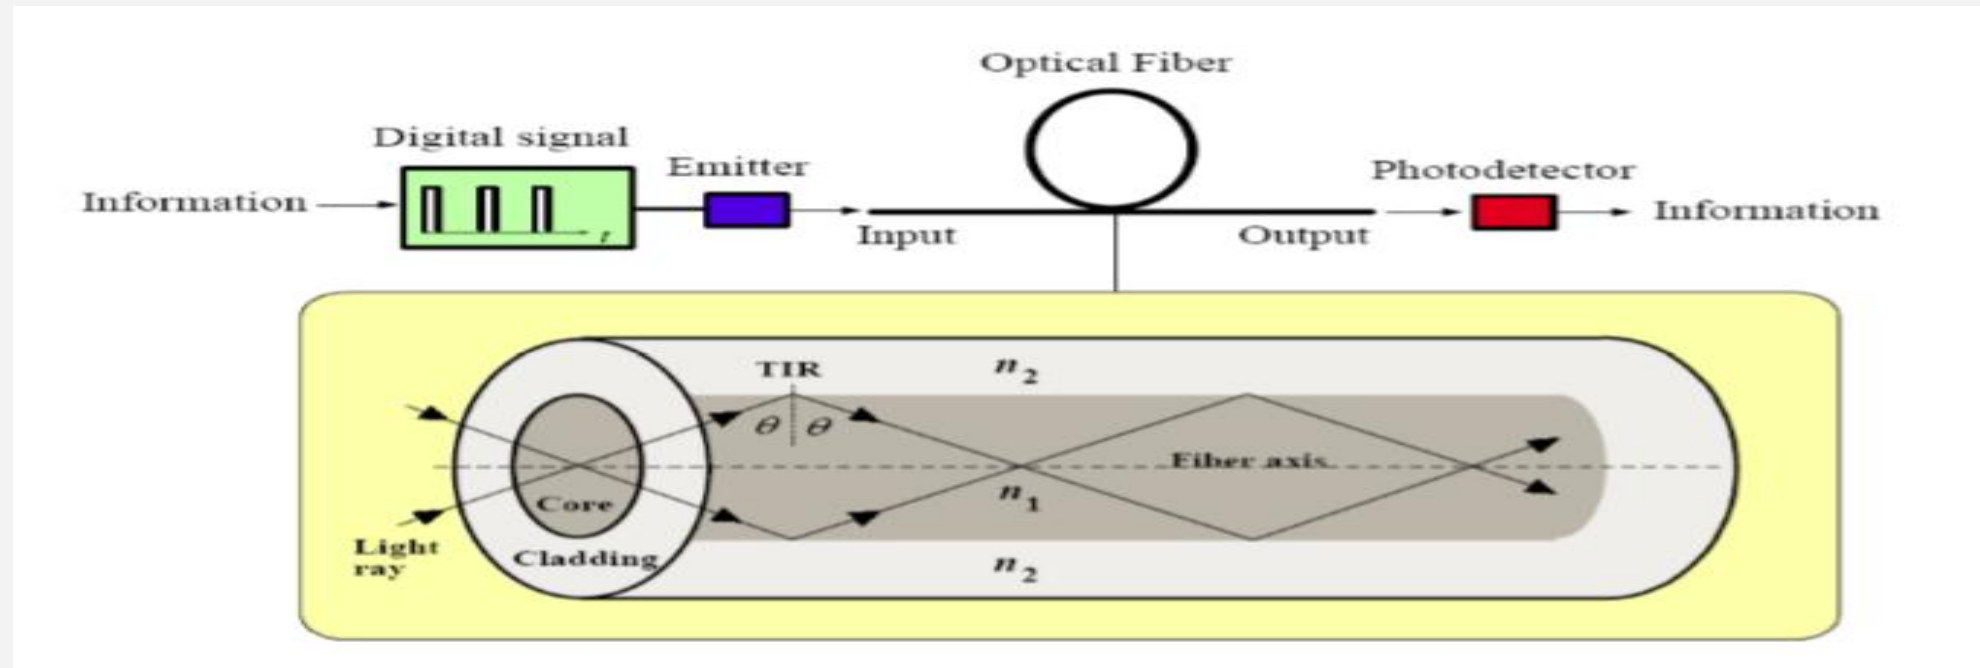 Optical Fiber
Digital signal
Emitter
Photodetector
Information
t
Information
Input
Output
TIR
n2
θ θ
Fiber axis
n1
Core
Light
ray
Cladding
n2